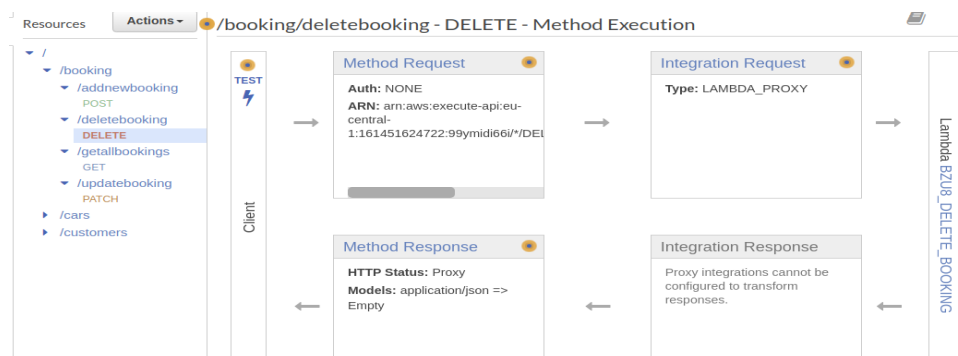 Resources
Actions
/booking/deletebooking - DELETE - Method Execution
/
/booking
/addnewbooking
POST
/deletebooking
DELETE
/getallbookings
GET
/updatebooking
PATCH
/cars
/customers
TEST
Client
Method Request
Auth: NONE
ARN: arn:aws:execute-api:eu-
central-
1:161451624722:99ymidi66i/*/DEL
Integration Request
Type: LAMBDA_PROXY
Method Response
HTTP Status: Proxy
Models: application/json =>
Empty
Integration Response
Proxy integrations cannot be
configured to transform
responses.
Lambda BZU8_DELETE_BOOKING